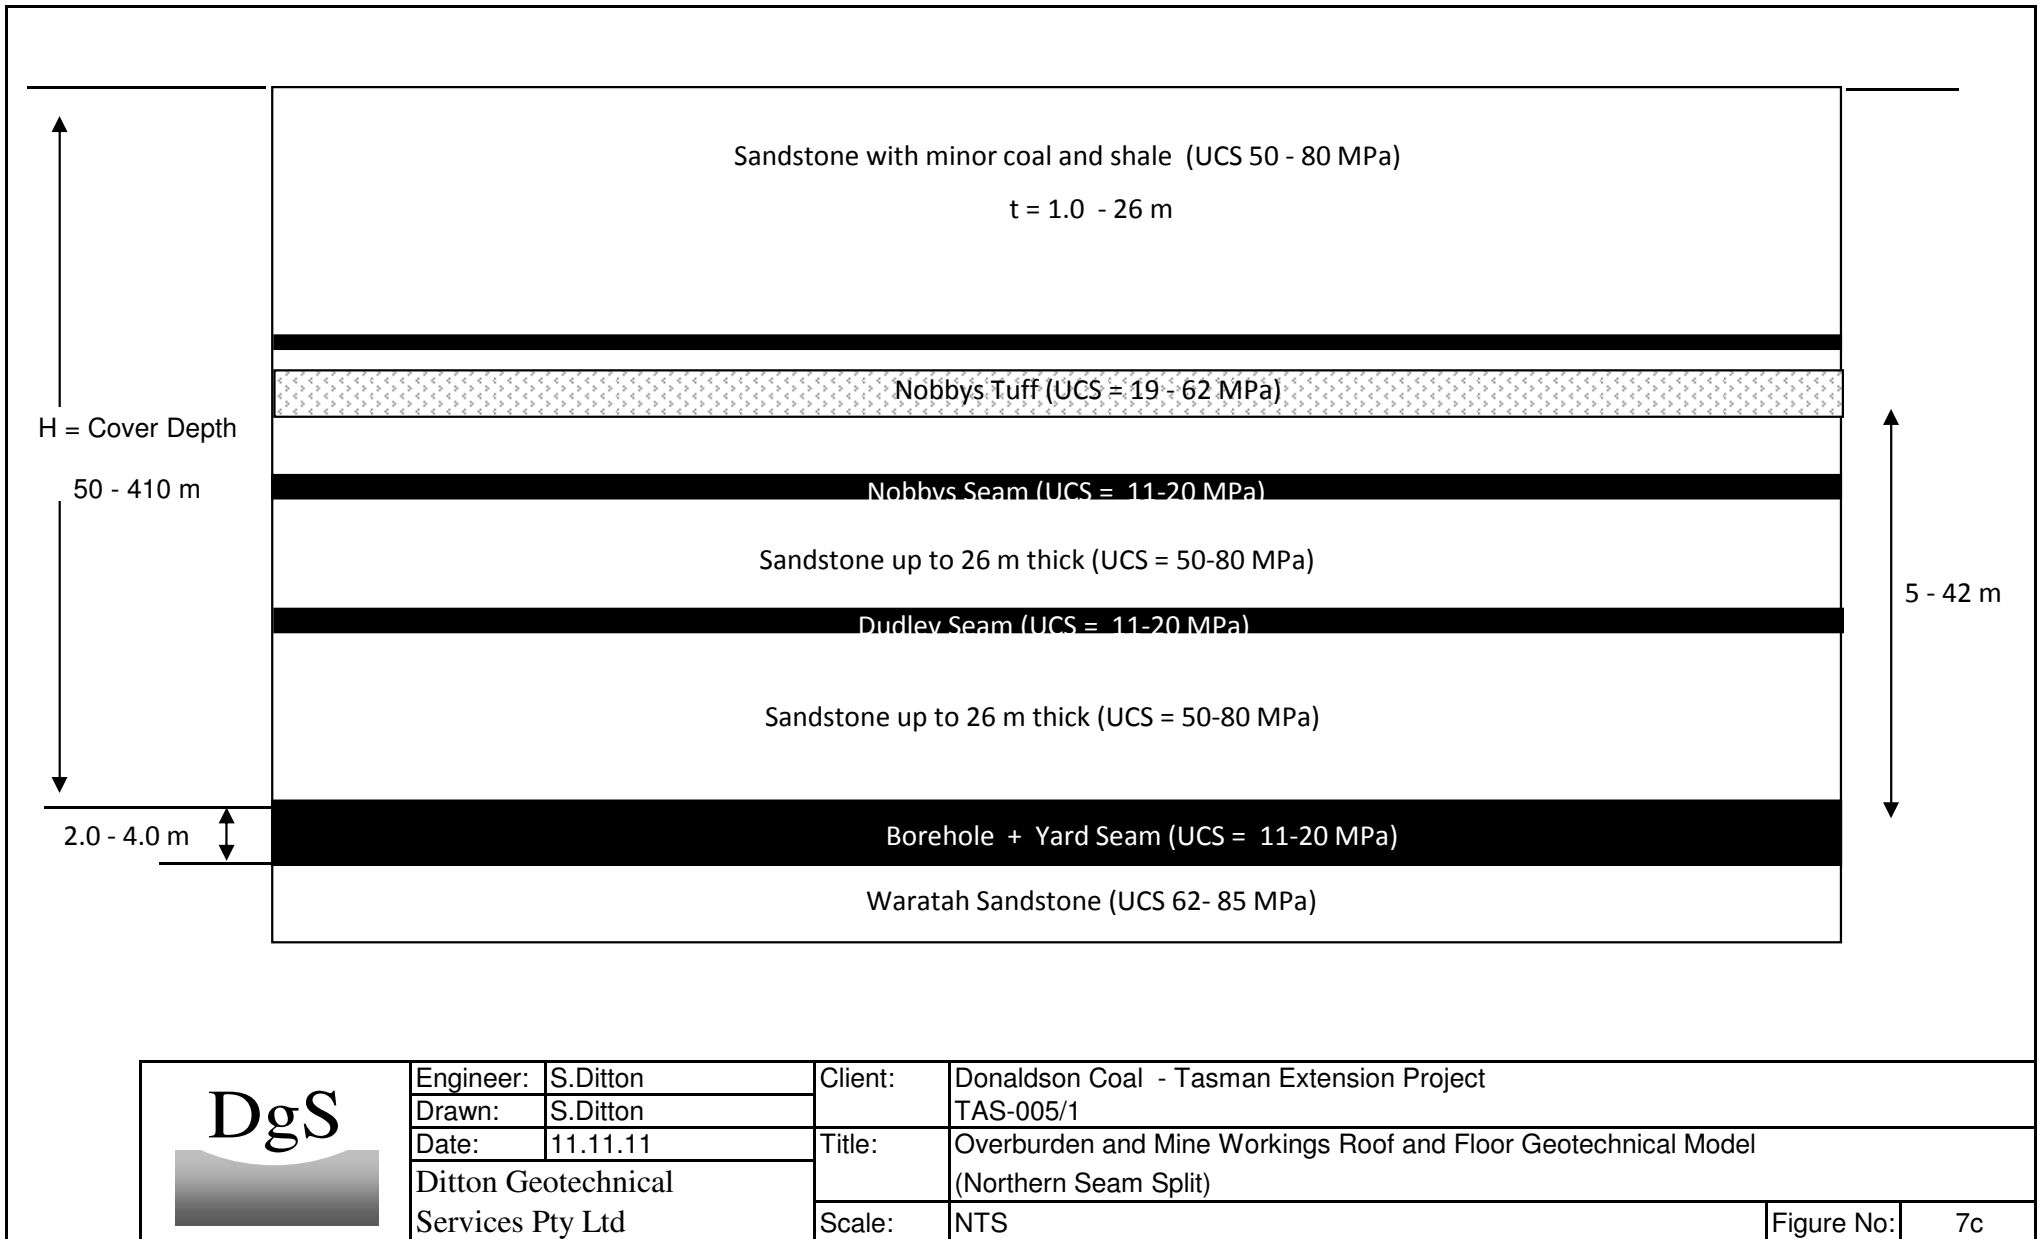 Sandstone with minor coal and shale  (UCS 50 - 80 MPa)
t = 1.0  - 26 m
Nobbys Tuff (UCS = 19 - 62 MPa)
H = Cover Depth
50 - 410 m
Nobbys Seam (UCS =  11-20 MPa)
Sandstone up to 26 m thick (UCS = 50-80 MPa)
5 - 42 m
Dudley Seam (UCS =  11-20 MPa)
Sandstone up to 26 m thick (UCS = 50-80 MPa)
2.0 - 4.0 m
Borehole  +  Yard Seam (UCS =  11-20 MPa)
Waratah Sandstone (UCS 62- 85 MPa)
DgS
Engineer: S.Ditton
Drawn: S.Ditton
Date: 11.11.11
Ditton Geotechnical
Services Pty Ltd
Client: Donaldson Coal  - Tasman Extension Project
TAS-005/1
Title: Overburden and Mine Workings Roof and Floor Geotechnical Model
(Northern Seam Split)
Scale: NTS
Figure No: 7c